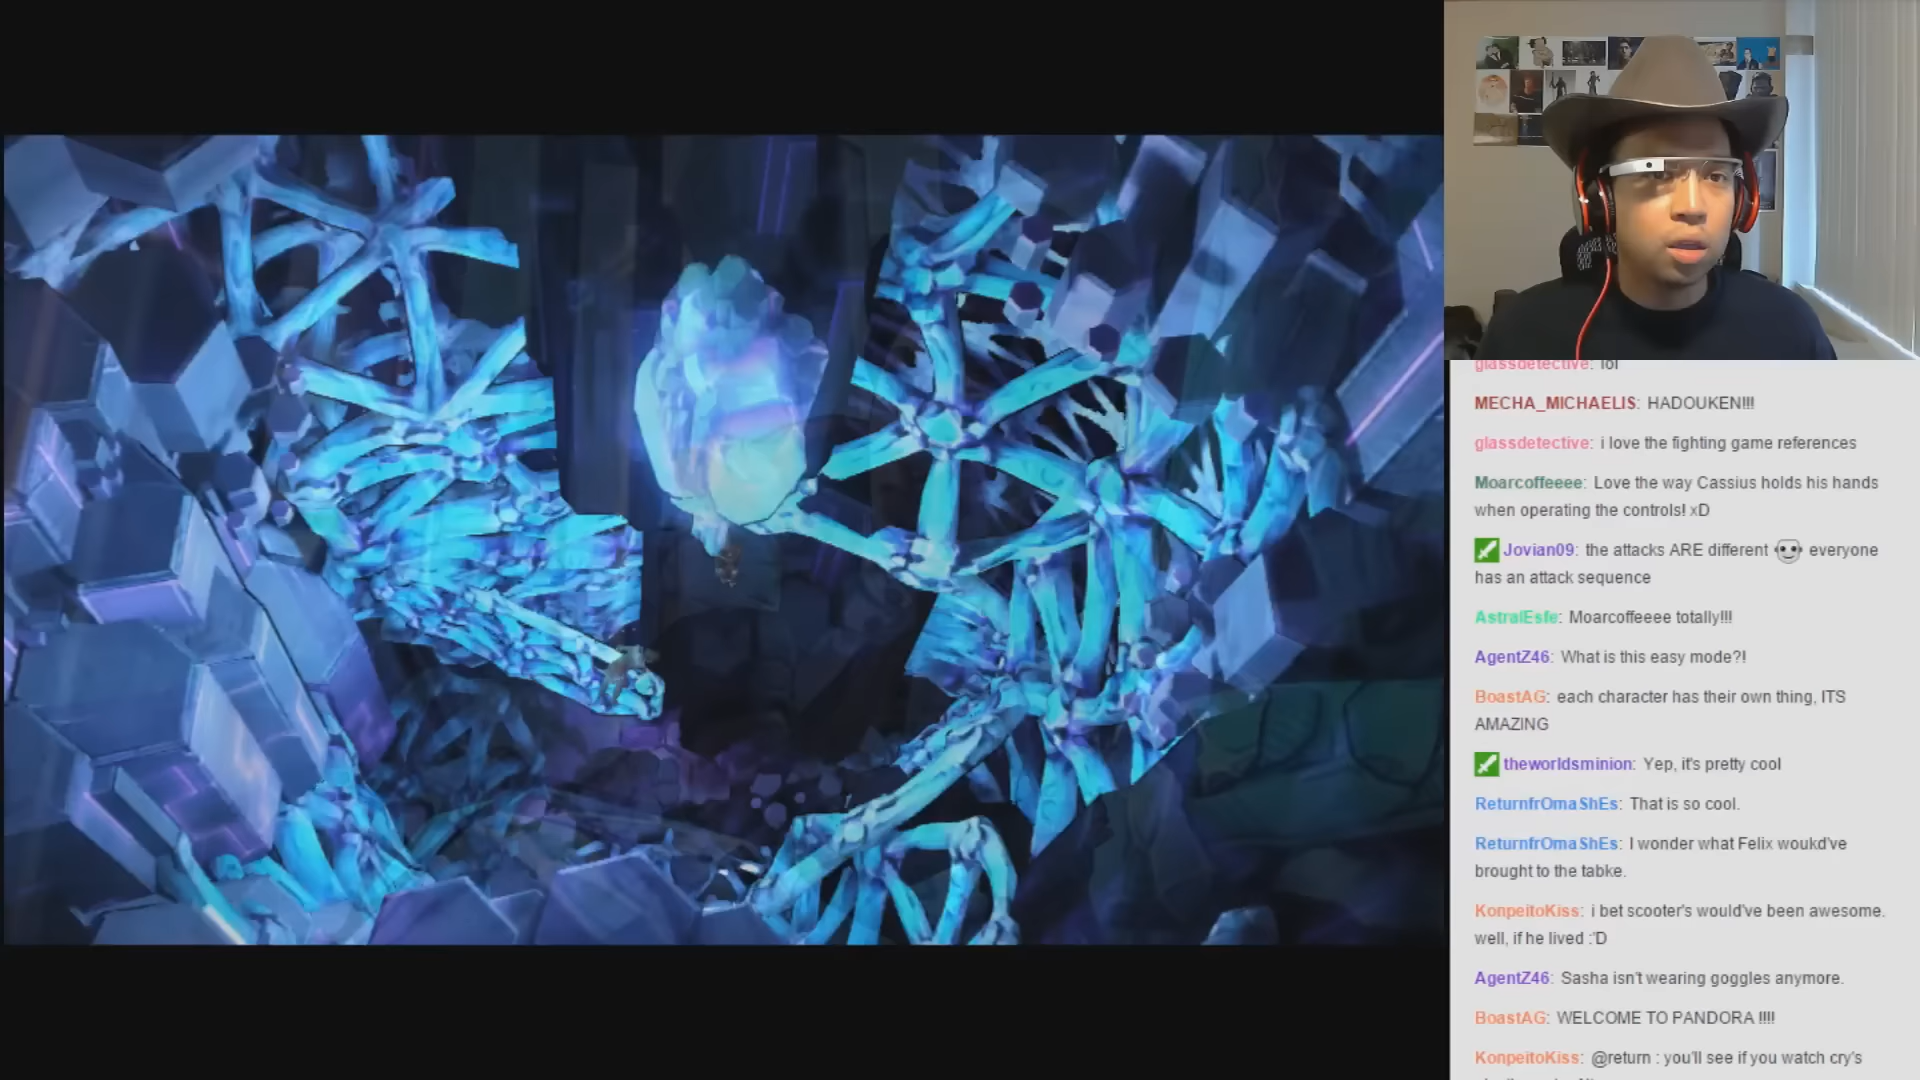 glassdetective: lol
MECHA_MICHAELIS: HADOUKEN!!!
glassdetective: i love the fighting game references
Moarcoffeeee: Love the way Cassius holds his hands
when operating the controls! xD
Jovian09: the attacks ARE different everyone
has an attack sequence
AstralEsfe: Moarcoffeeee totally!!!
AgentZ46: What is this easy mode?!
BoastAG: each character has their own thing, ITS
AMAZING
theworldsminion: Yep, it's pretty cool
ReturnfrOmaShEs: That is so cool.
ReturnfrOmaShEs: I wonder what Felix woukd've
brought to the tabke.
KonpeitoKiss: i bet scooter's would've been awesome.
well, if he lived :'D
AgentZ46: Sasha isn't wearing goggles anymore.
BoastAG: WELCOME TO PANDORA !!!!
KonpeitoKiss: @return : you'll see if you watch cry's